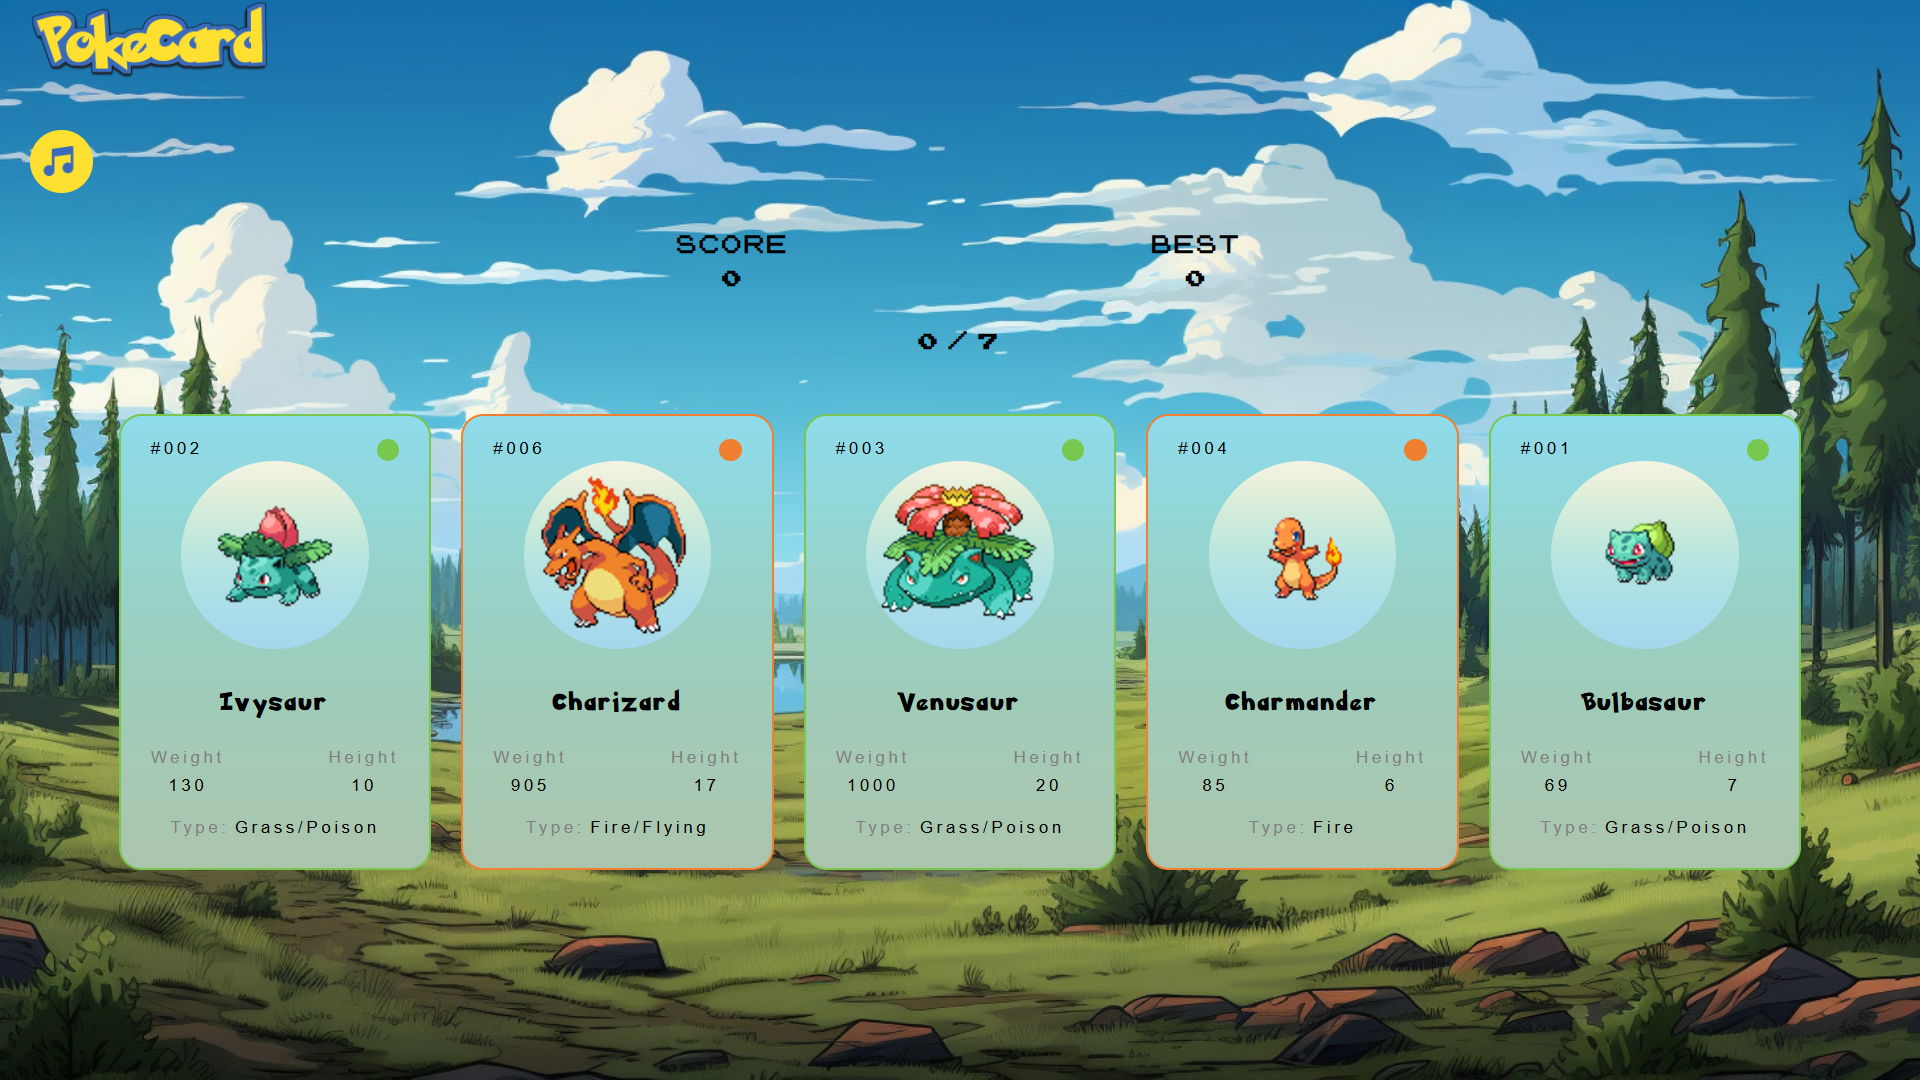 PokeCard
SCORE
0
BEST
0
0 / 7
#002
Ivysaur
Weight
130
Height
10
Type: Grass/Poison
#006
Charizard
Weight
905
Height
17
Type: Fire/Flying
#003
Venusaur
Weight
1000
Height
20
Type: Grass/Poison
#004
Charmander
Weight
85
Height
6
Type: Fire
#001
Bulbasaur
Weight
69
Height
7
Type: Grass/Poison